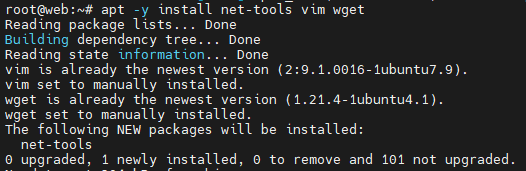 root@web:~# apt -y install net-tools vim wget
Reading package lists... Done
Building dependency tree... Done
Reading state information... Done
vim is already the newest version (2:9.1.0016-1ubuntu7.9).
vim set to manually installed.
wget is already the newest version (1.21.4-1ubuntu4.1).
wget set to manually installed.
The following NEW packages will be installed:
  net-tools
0 upgraded, 1 newly installed, 0 to remove and 101 not upgraded.